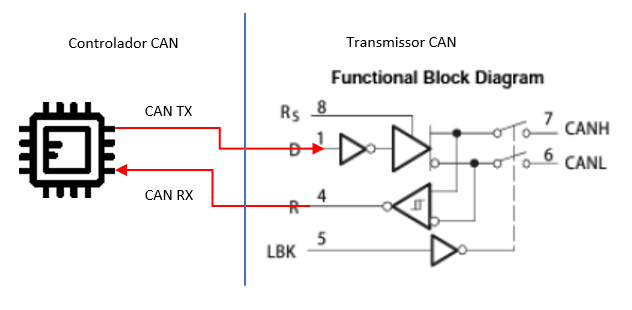 Controlador CAN
Transmissor CAN
Functional Block Diagram
CAN TX
RS 8
D 1
7 CANH
6 CANL
CAN RX
R 4
LBK 5